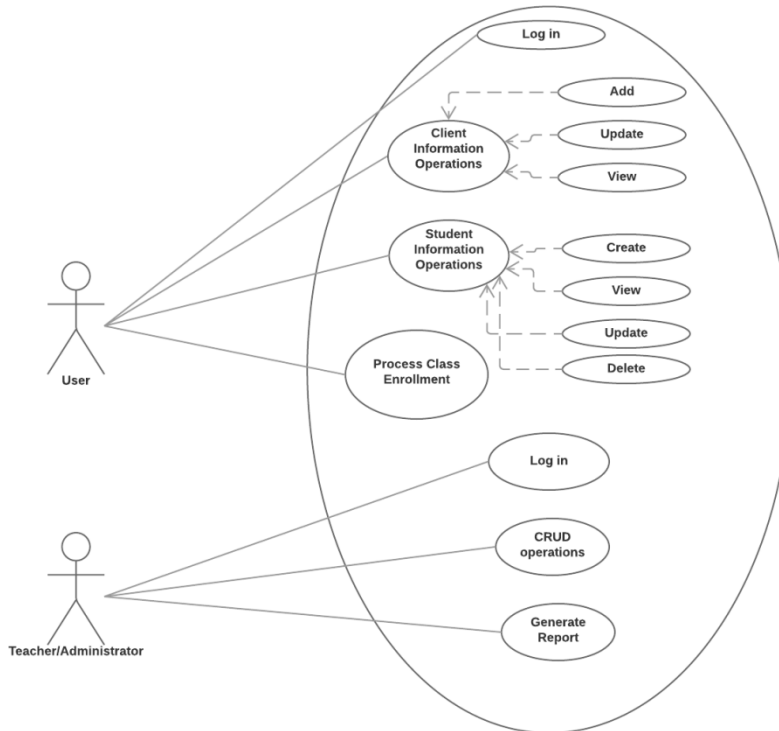 Log in
Add
Client
Information
Operations
Update
View
Student
Information
Operations
Create
View
Update
Delete
Process Class
Enrollment
User
Log in
CRUD
operations
Generate
Report
Teacher/Administrator